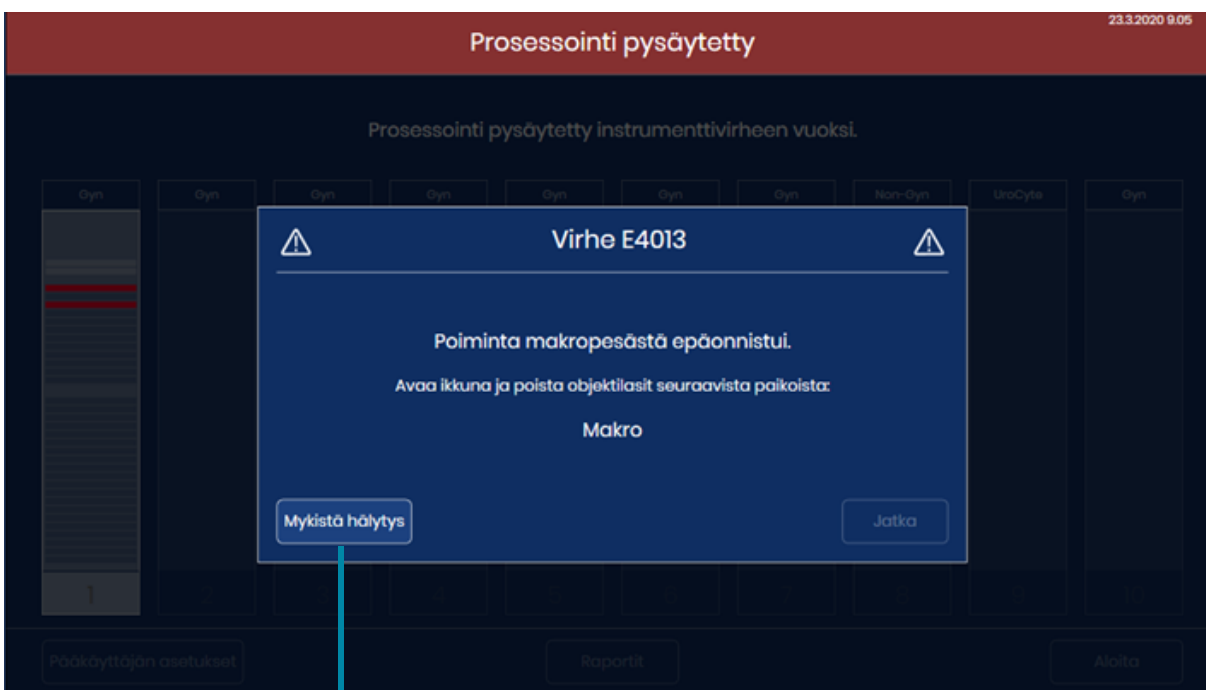 23.3.2020 9.05
Prosessointi pysäytetty
Prosessointi pysäytetty instrumenttivirheen vuoksi.
Gyn Gyn Gyn Gyn Gyn Gyn Gyn Non-Gyn UroCyte Gyn
Virhe E4013
Poiminta makropesästä epäonnistui.
Avaa ikkuna ja poista objektilasit seuraavista paikoista:
Makro
Mykistä hälytys Jatka
1 2 3 4 5 6 7 8 9 10
Pääkäyttäjän asetukset Raportit Aloita